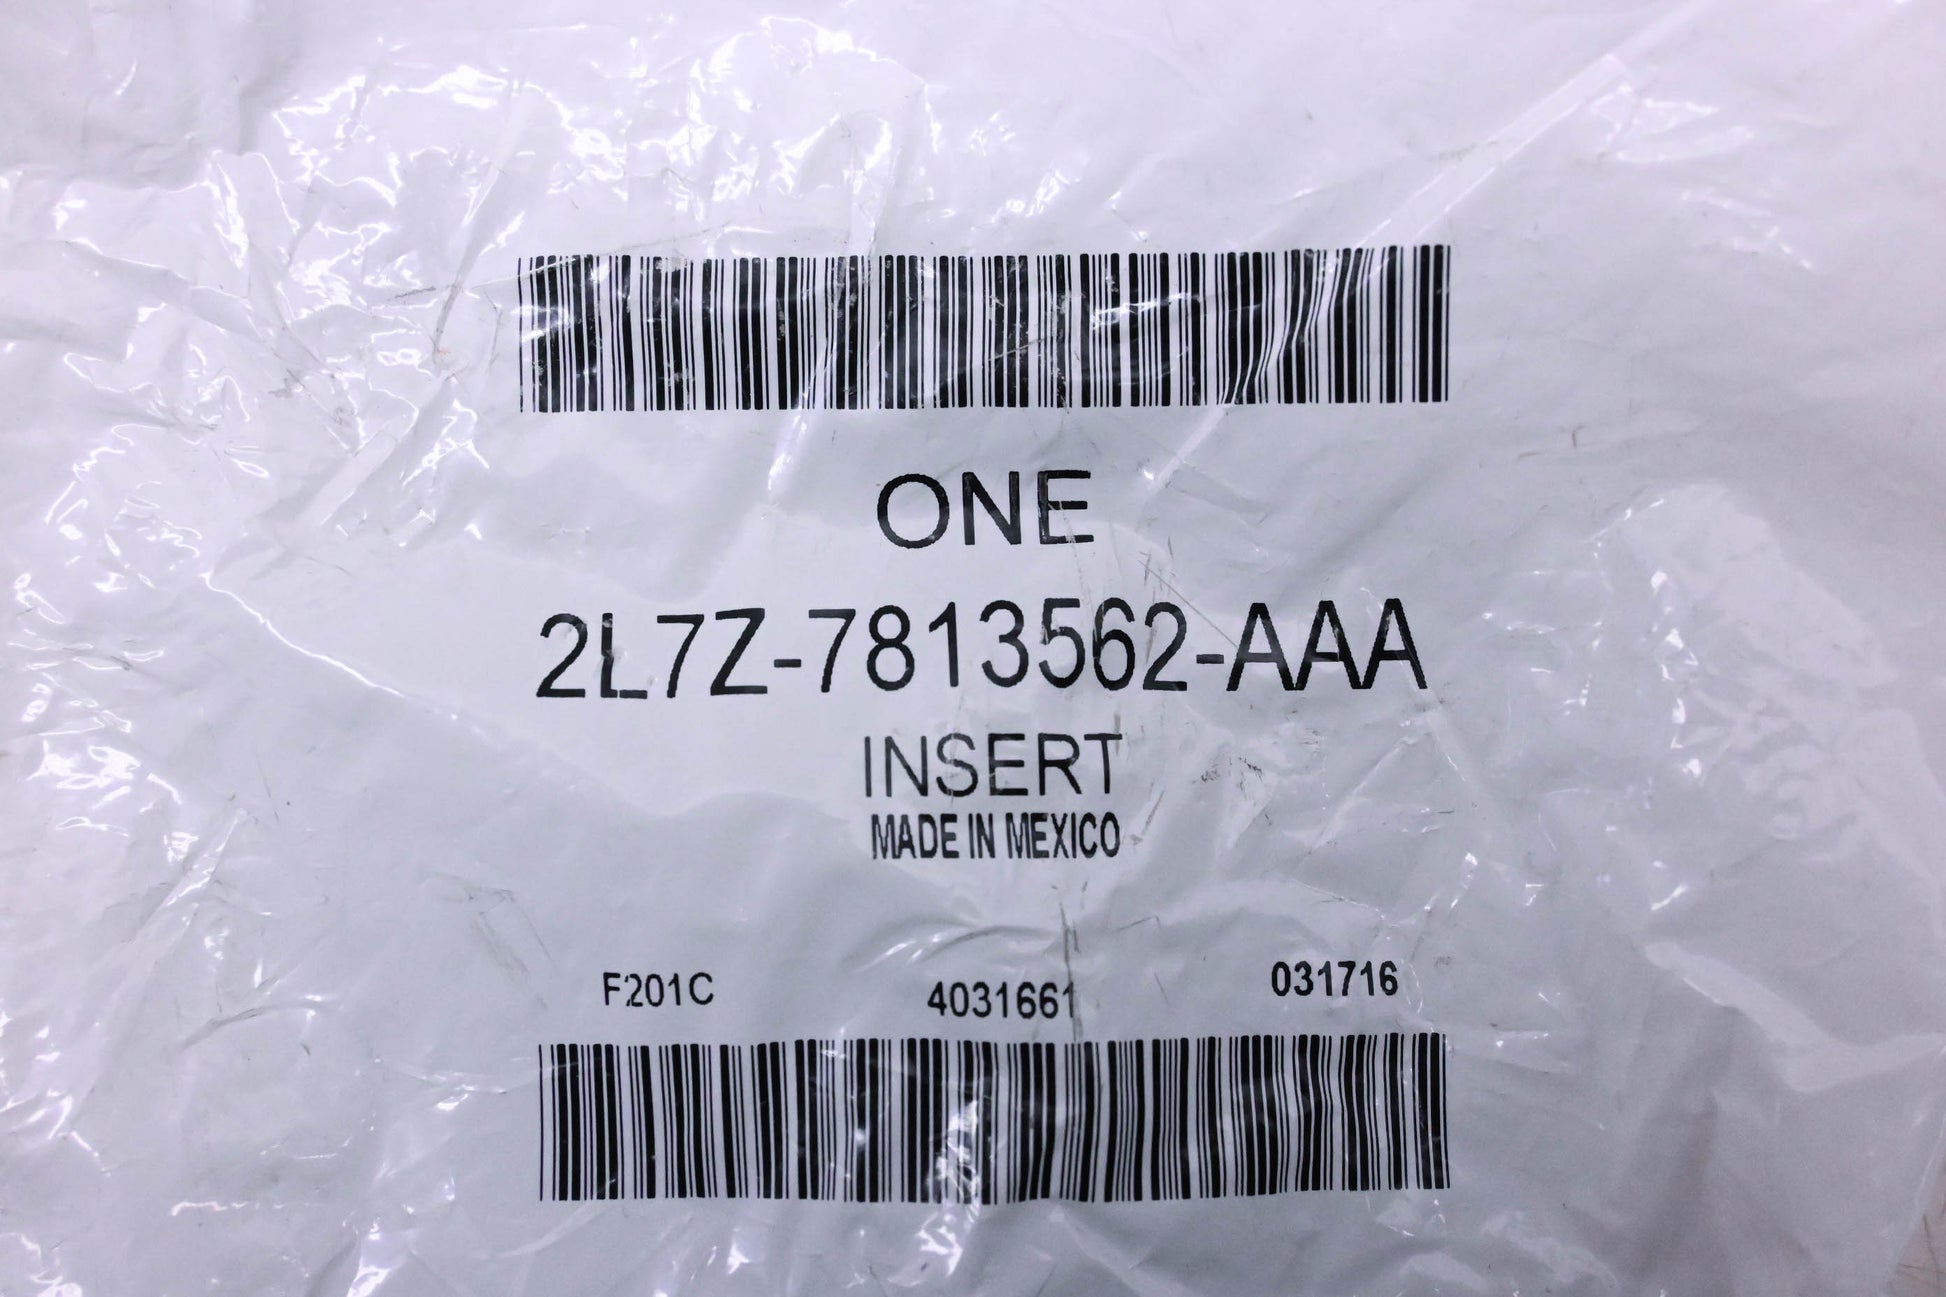 ONE
2L7Z-7813562-AAA
INSERT
MADE IN MEXICO
F201C 4031661 031716